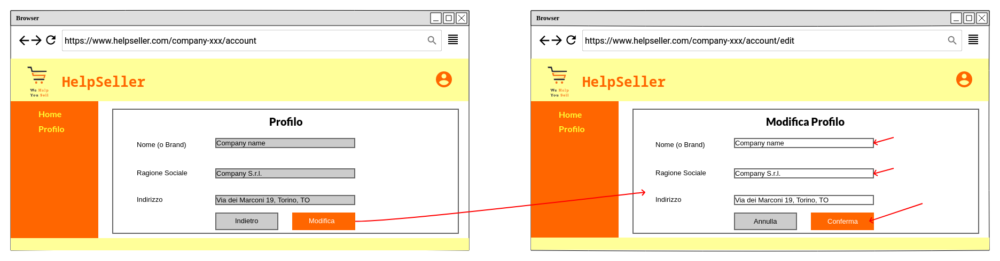 Browser
https://www.helpseller.com/company-xxx/account
We Help
You Sell
HelpSeller
Home
Profilo
Profilo
Nome (o Brand)
Company name
Ragione Sociale
Company S.r.l.
Indirizzo
Via dei Marconi 19, Torino, TO
Indietro
Modifica
Browser
https://www.helpseller.com/company-xxx/account/edit
We Help
You Sell
HelpSeller
Home
Profilo
Modifica Profilo
Nome (o Brand)
Company name
Ragione Sociale
Company S.r.l.
Indirizzo
Via dei Marconi 19, Torino, TO
Annulla
Conferma